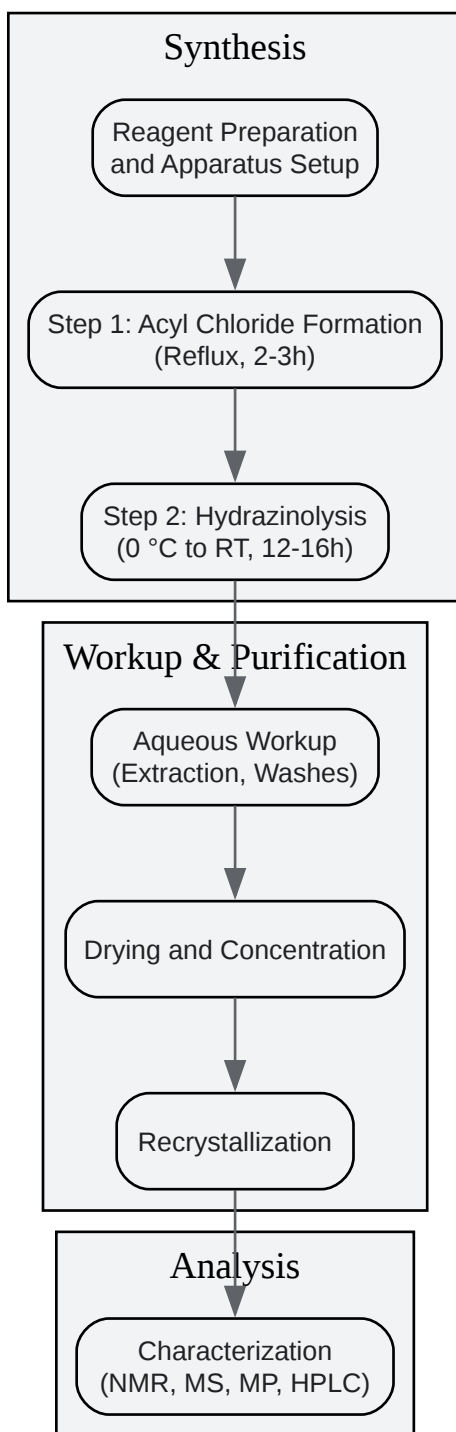 Synthesis
Reagent Preparation
and Apparatus Setup
Step 1: Acyl Chloride Formation
(Reflux, 2-3h)
Step 2: Hydrazinolysis
(0 °C to RT, 12-16h)
Workup & Purification
Aqueous Workup
(Extraction, Washes)
Drying and Concentration
Recrystallization
Analysis
Characterization
(NMR, MS, MP, HPLC)